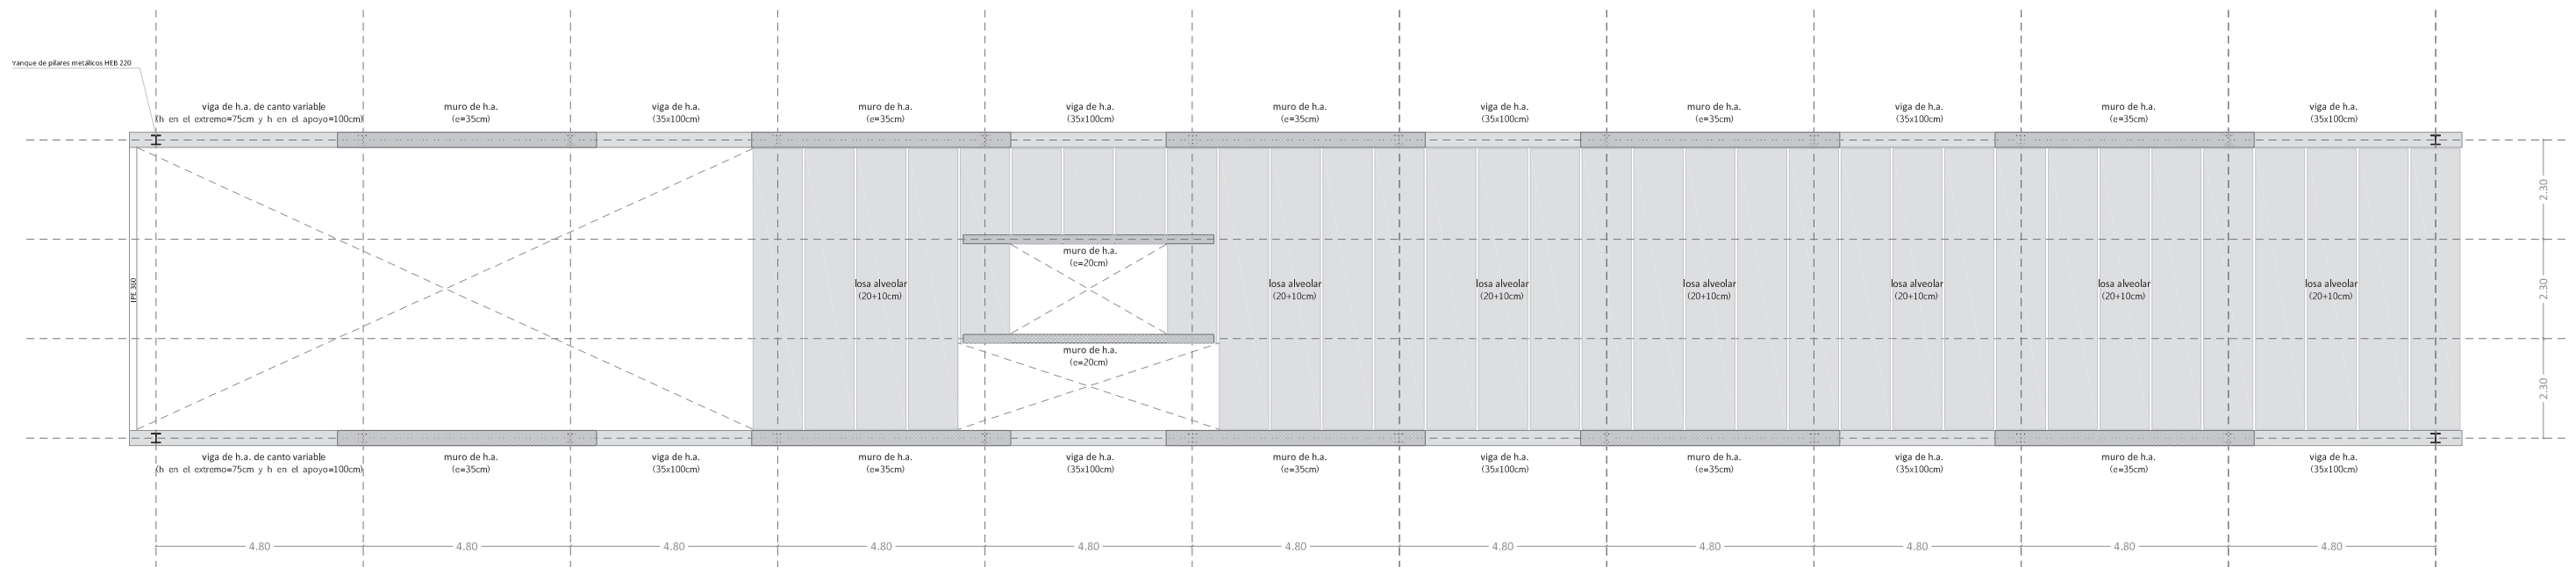 rranque de pilares metálicos HEB 220
viga de h.a. de canto variable
(h en el extremo=75cm y h en el apoyo=100cm)
muro de h.a.
(e=35cm)
viga de h.a.
(35x100cm)
muro de h.a.
(e=35cm)
viga de h.a.
(35x100cm)
muro de h.a.
(e=35cm)
viga de h.a.
(35x100cm)
muro de h.a.
(e=35cm)
viga de h.a.
(35x100cm)
muro de h.a.
(e=35cm)
viga de h.a.
(35x100cm)
2.30
muro de h.a.
(e=20cm)
IPE 360
losa alveolar
(20+10cm)
losa alveolar
(20+10cm)
losa alveolar
(20+10cm)
losa alveolar
(20+10cm)
losa alveolar
(20+10cm)
losa alveolar
(20+10cm)
losa alveolar
(20+10cm)
2.30
muro de h.a.
(e=20cm)
2.30
viga de h.a. de canto variable
(h en el extremo=75cm y h en el apoyo=100cm)
muro de h.a.
(e=35cm)
viga de h.a.
(35x100cm)
muro de h.a.
(e=35cm)
viga de h.a.
(35x100cm)
muro de h.a.
(e=35cm)
viga de h.a.
(35x100cm)
muro de h.a.
(e=35cm)
viga de h.a.
(35x100cm)
muro de h.a.
(e=35cm)
viga de h.a.
(35x100cm)
4.80
4.80
4.80
4.80
4.80
4.80
4.80
4.80
4.80
4.80
4.80